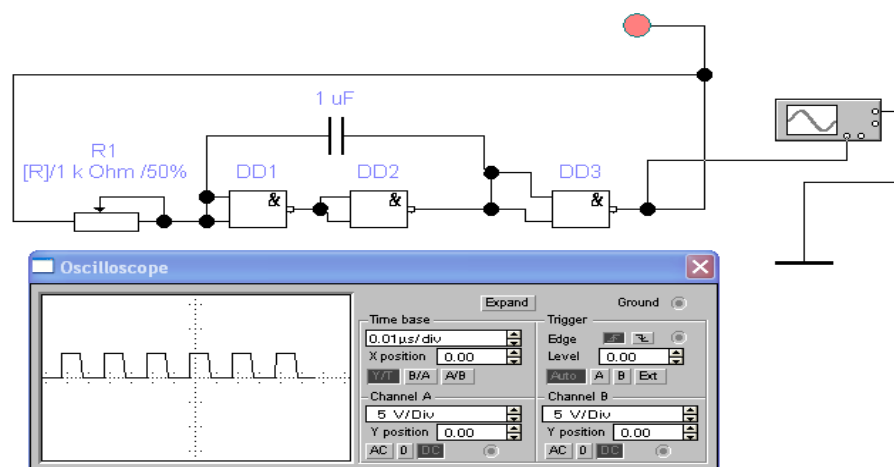 1 uF
R1
[R]/1 k Ohm /50%
DD1
DD2
DD3
&
&
&
Oscilloscope
Expand
Ground
Time base
0.01µs/div
X position 0.00
Y/T B/A A/B
Trigger
Edge
Level 0.00
Auto A B Ext
Channel A
5 V/Div
Y position 0.00
AC 0 DC
Channel B
5 V/Div
Y position 0.00
AC 0 DC